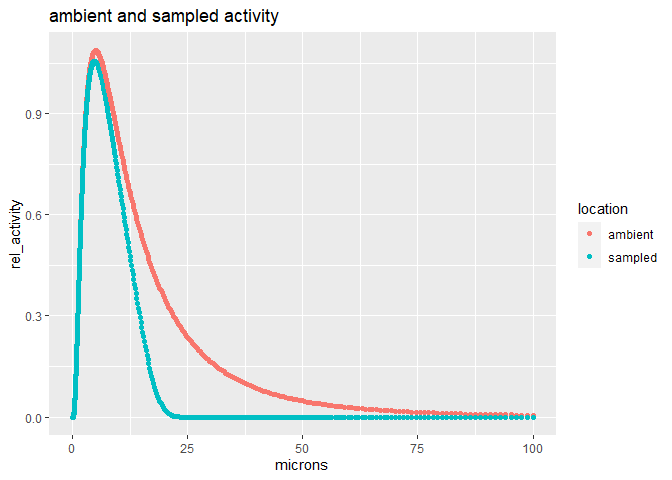 ambient and sampled activity
0.9
0.6
0.3
0.0
rel_activity
0
25
50
75
100
microns
location
ambient
sampled